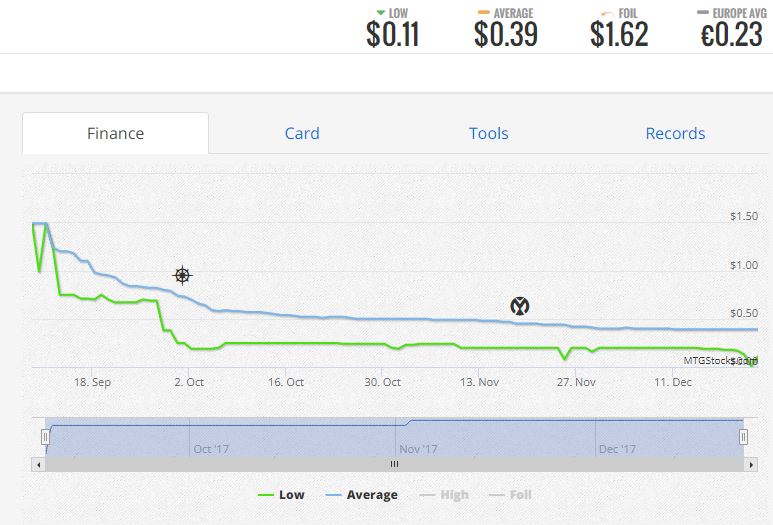 LOW AVERAGE FOIL EUROPE AVG
$0.11 $0.39 $1.62 €0.23
Finance Card Tools Records
$1.50
$1.00
$0.50
MTGStocks.com
18. Sep 2. Oct 16. Oct 30. Oct 13. Nov 27. Nov 11. Dec
Oct '17 Nov '17 Dec '17
Low Average High Foil